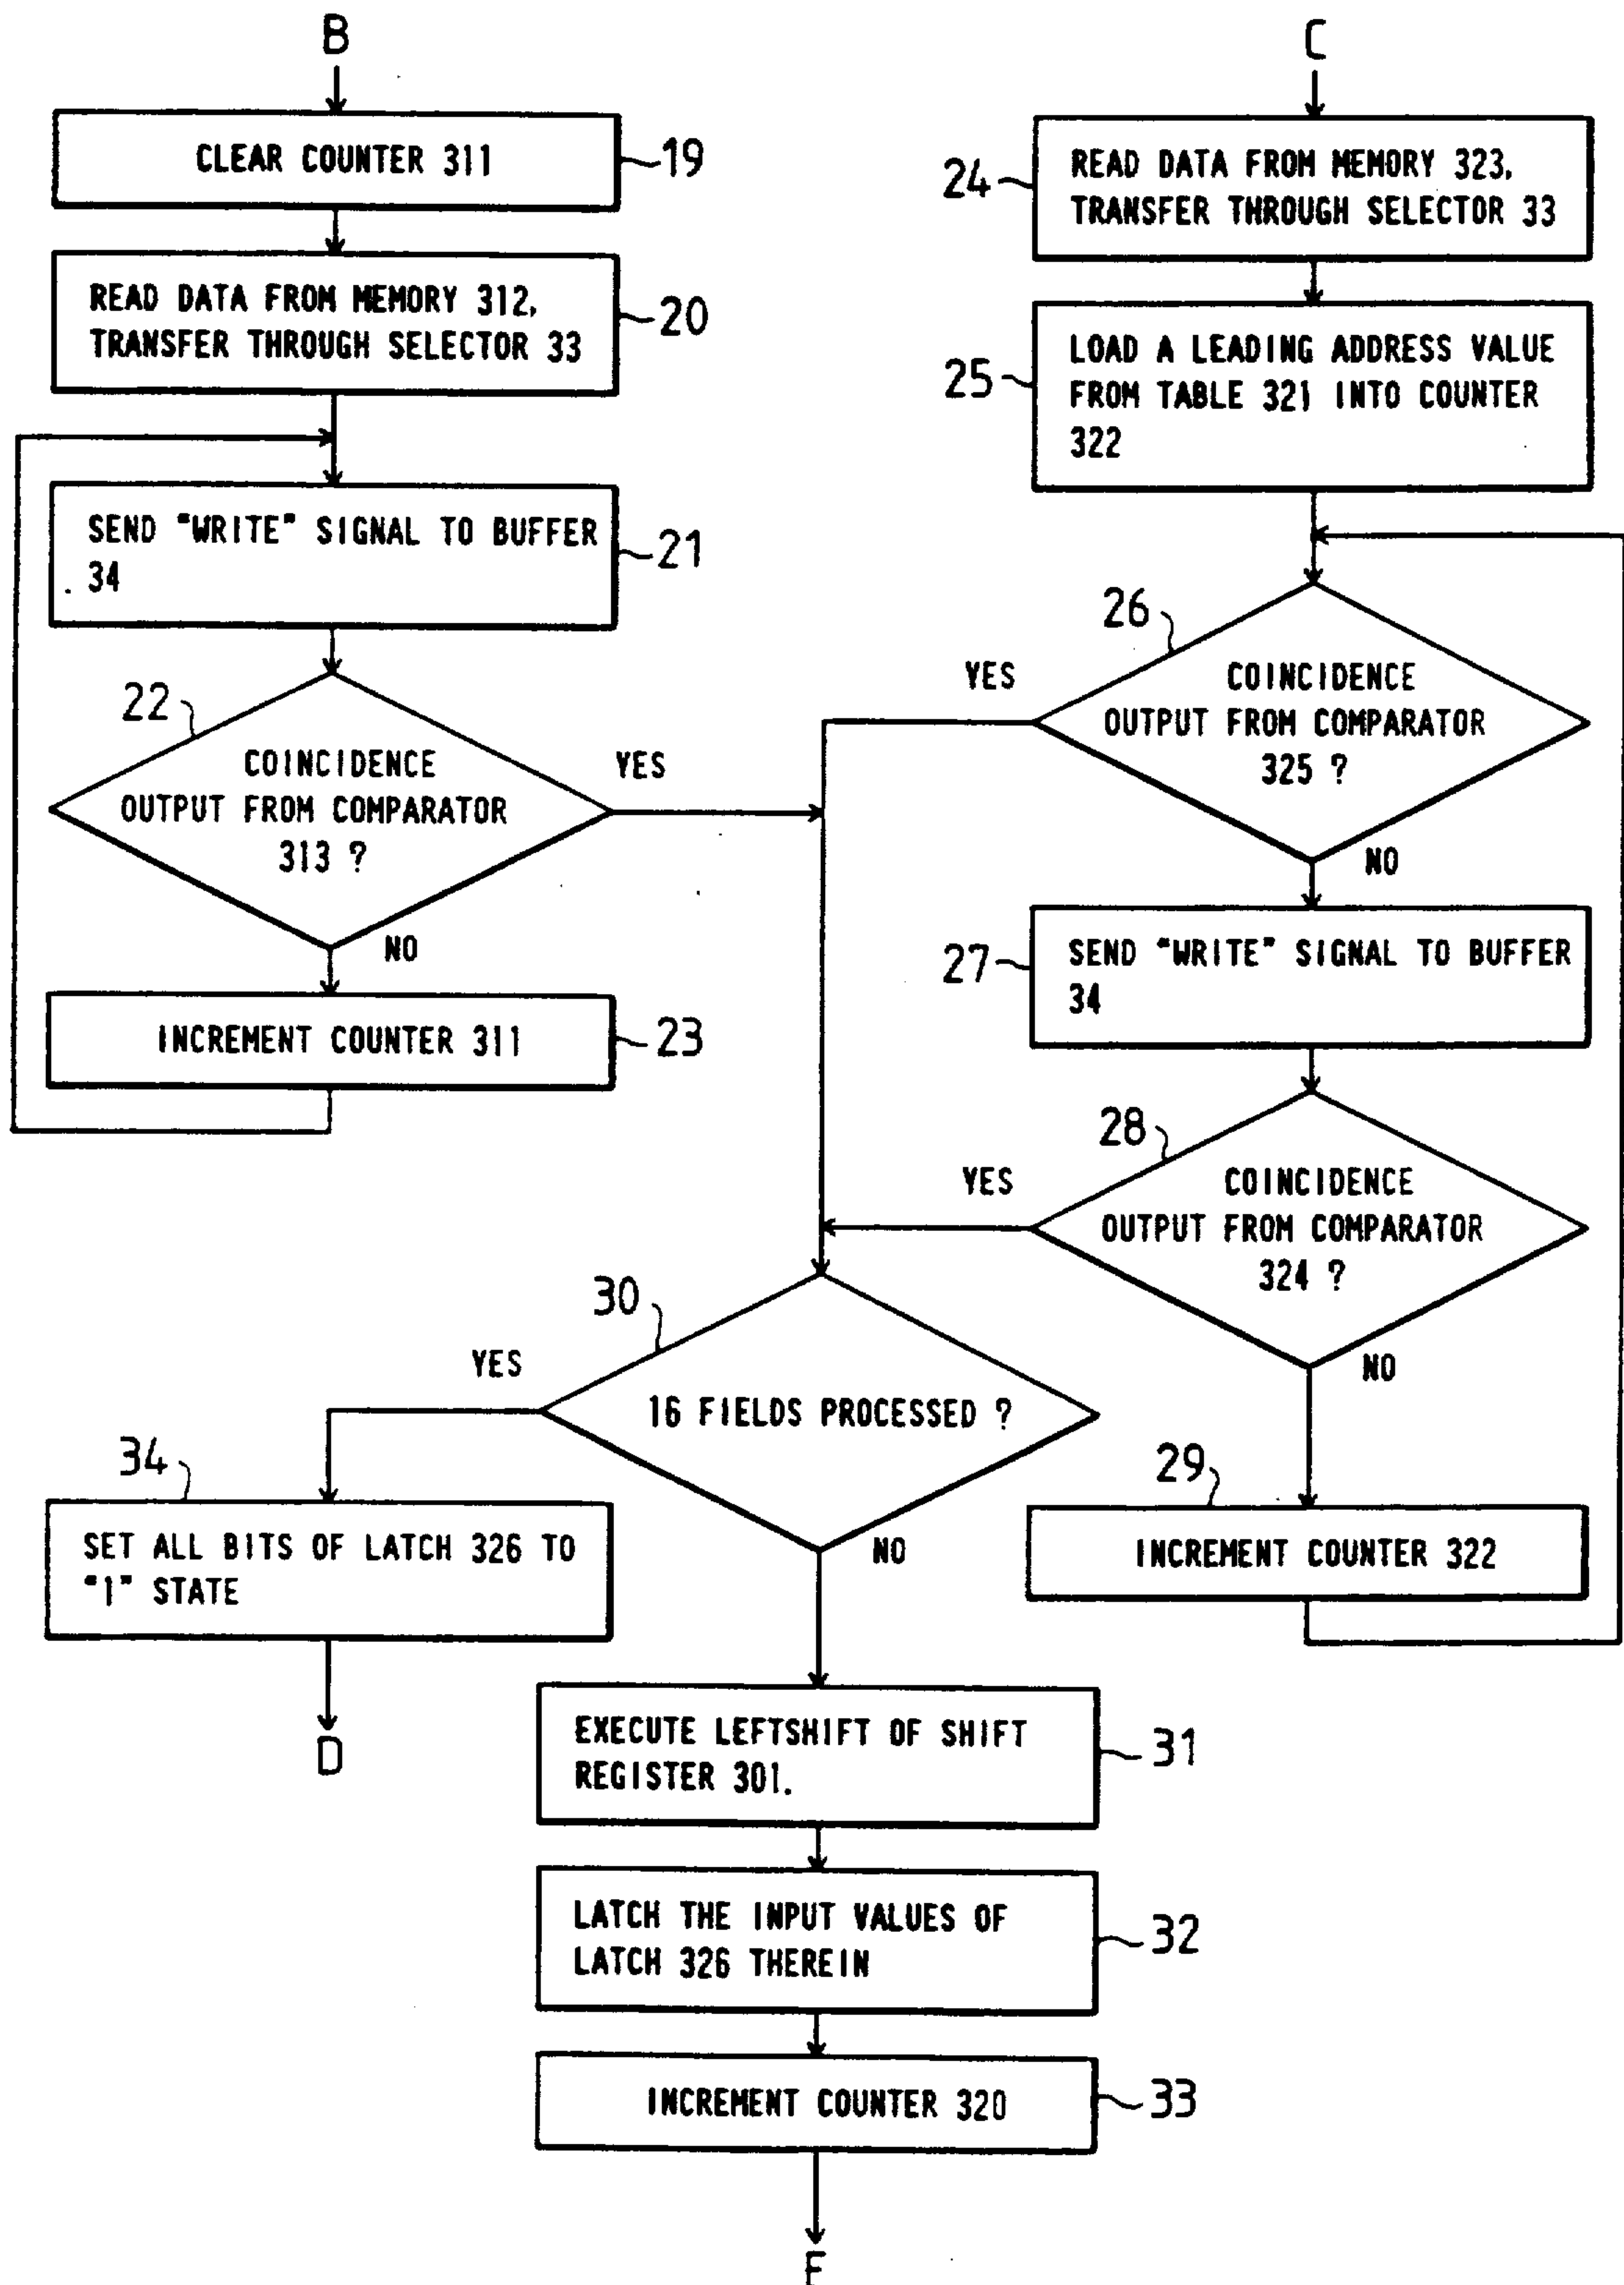 B
CLEAR COUNTER 311
19
READ DATA FROM MEMORY 312,
TRANSFER THROUGH SELECTOR 33
20
SEND "WRITE" SIGNAL TO BUFFER
34
21
22
COINCIDENCE
OUTPUT FROM COMPARATOR
313 ?
YES
NO
INCREMENT COUNTER 311
23
C
24
READ DATA FROM MEMORY 323,
TRANSFER THROUGH SELECTOR 33
25
LOAD A LEADING ADDRESS VALUE
FROM TABLE 321 INTO COUNTER
322
26
YES
COINCIDENCE
OUTPUT FROM COMPARATOR
325 ?
NO
27
SEND "WRITE" SIGNAL TO BUFFER
34
28
YES
COINCIDENCE
OUTPUT FROM COMPARATOR
324 ?
NO
29
INCREMENT COUNTER 322
30
YES
16 FIELDS PROCESSED ?
NO
34
SET ALL BITS OF LATCH 326 TO
"1" STATE
D
EXECUTE LEFTSHIFT OF SHIFT
REGISTER 301.
31
LATCH THE INPUT VALUES OF
LATCH 326 THEREIN
32
INCREMENT COUNTER 320
33